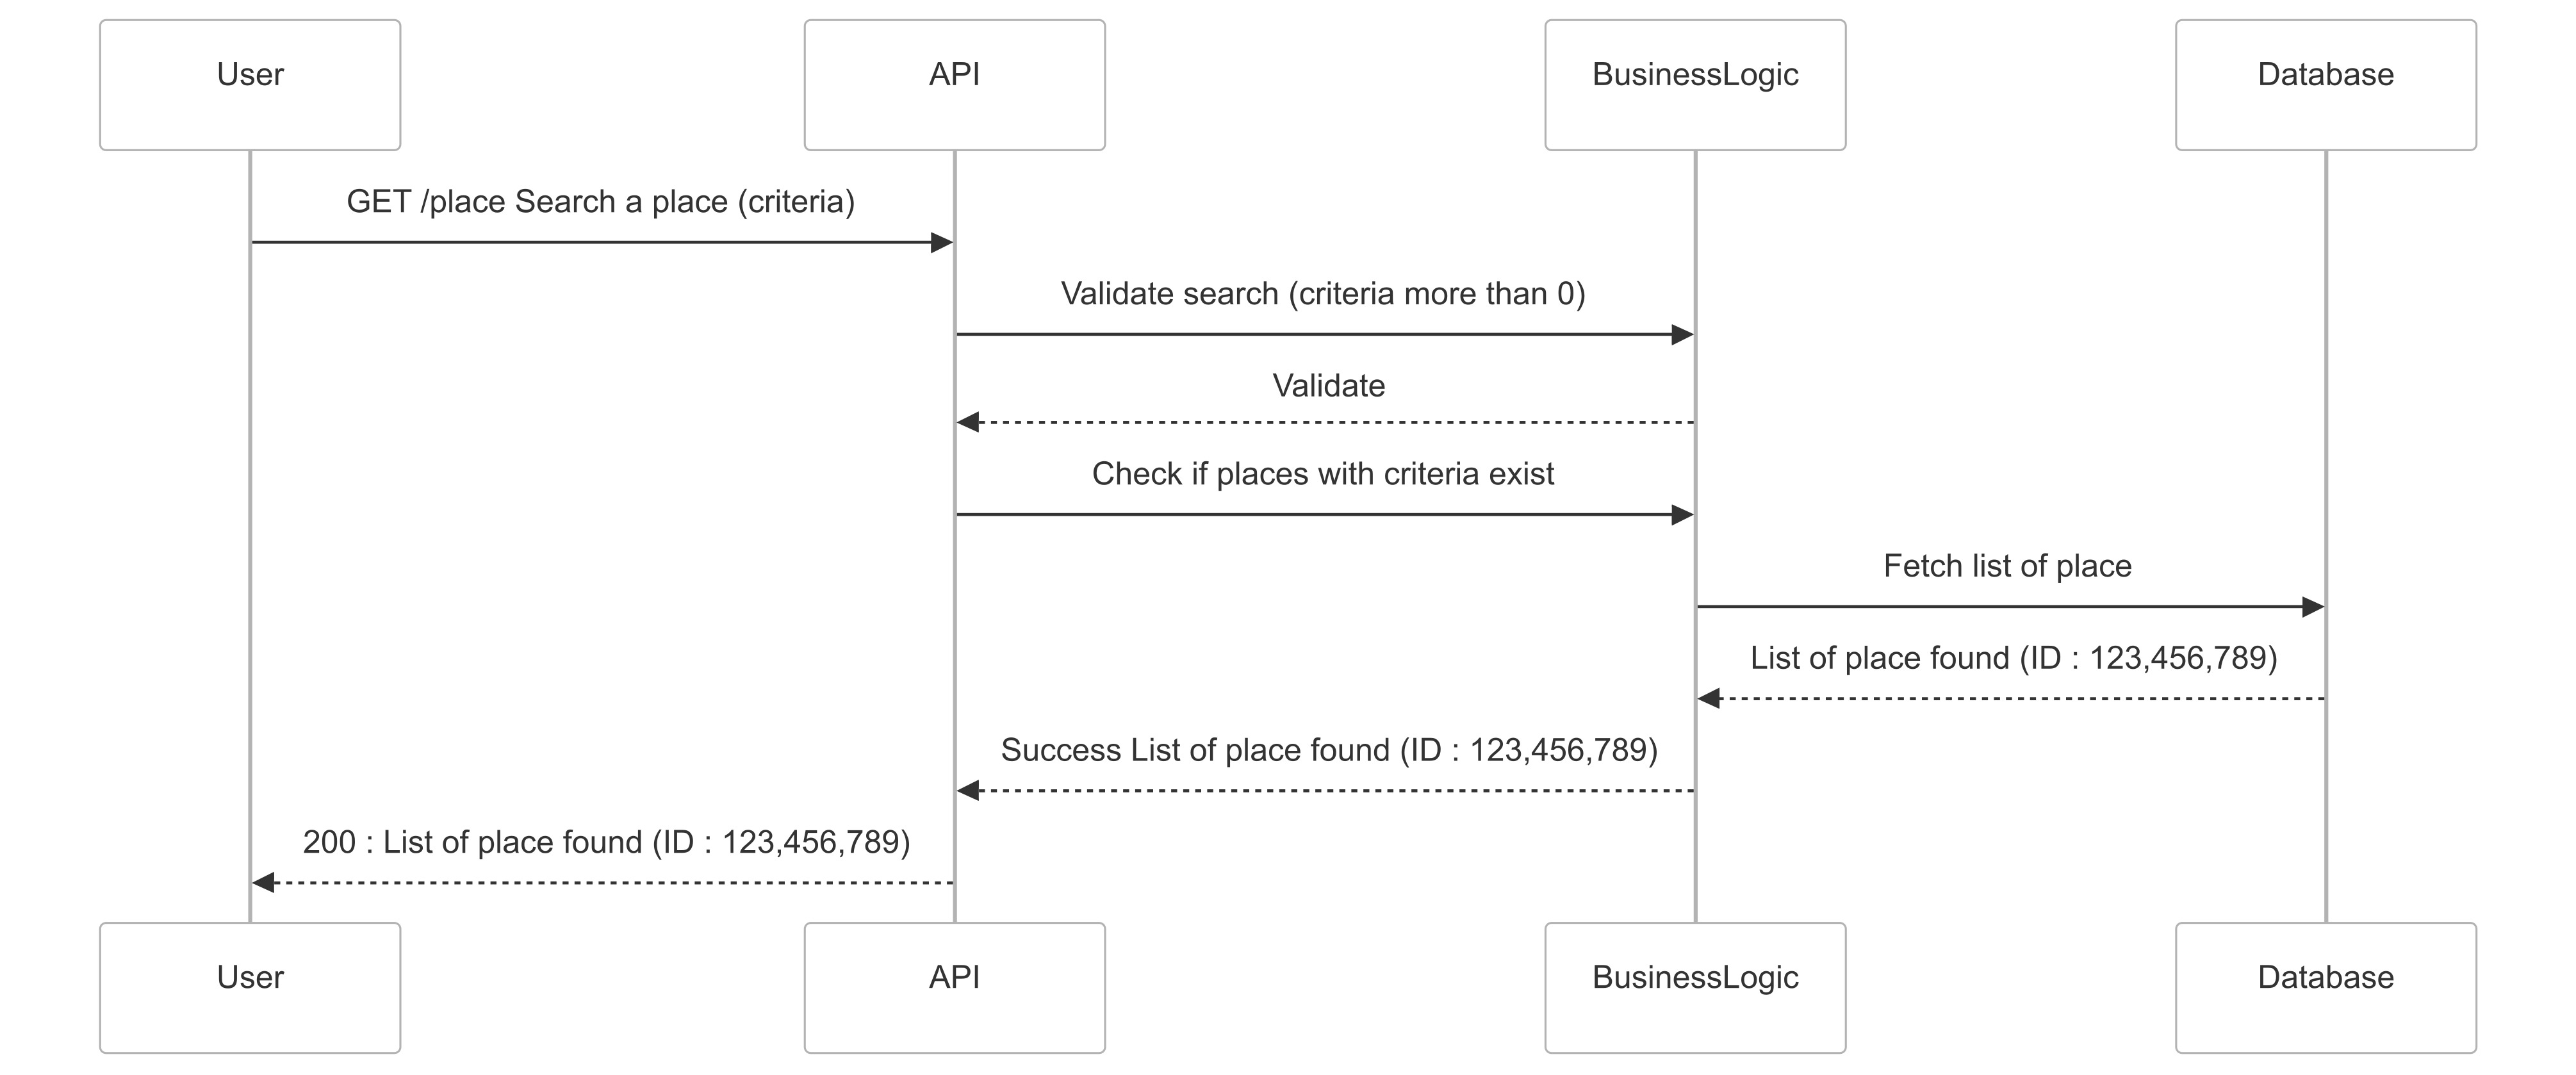 User
API
BusinessLogic
Database
GET /place Search a place (criteria)
Validate search (criteria more than 0)
Validate
Check if places with criteria exist
Fetch list of place
List of place found (ID : 123,456,789)
Success List of place found (ID : 123,456,789)
200 : List of place found (ID : 123,456,789)
User
API
BusinessLogic
Database